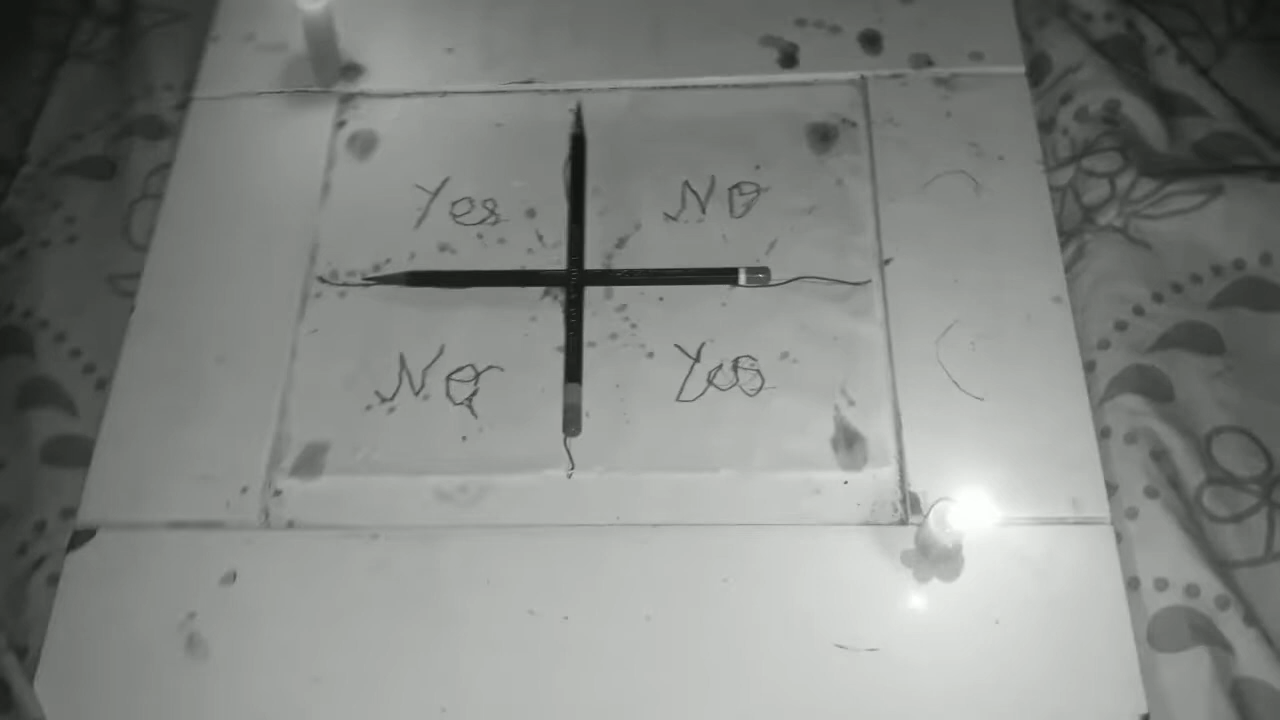 Yes NO
No Yes